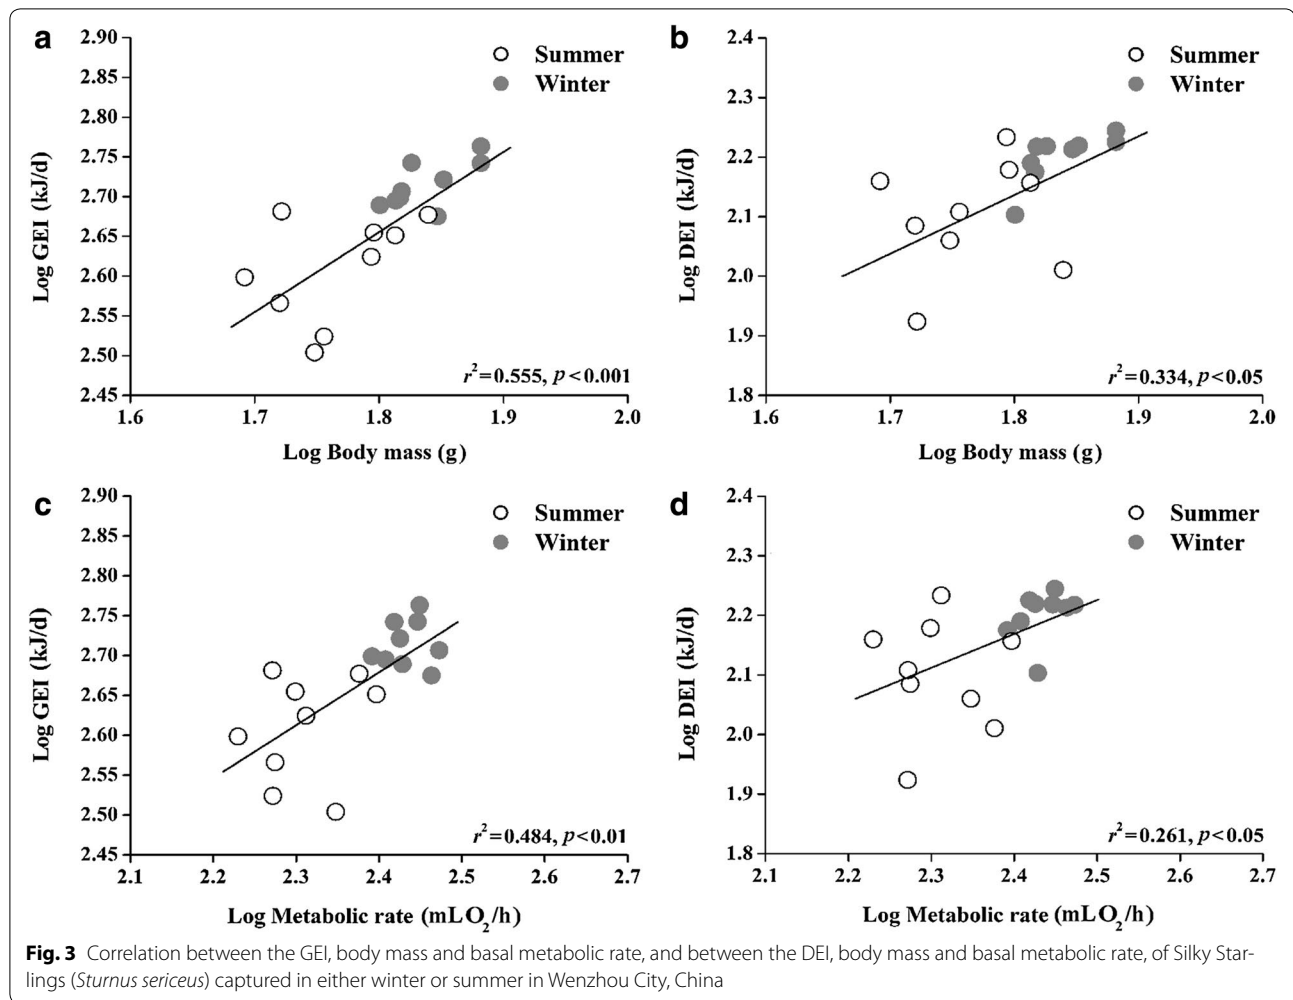 a
2.90
2.85
2.80
2.75
2.70
2.65
2.60
2.55
2.50
2.45
Log GEI (kJ/d)
Summer
Winter
r²=0.555, p<0.001
1.6 1.7 1.8 1.9 2.0
Log Body mass (g)
b
2.4
2.3
2.2
2.1
2.0
1.9
1.8
Log DEI (kJ/d)
Summer
Winter
r²=0.334, p<0.05
1.6 1.7 1.8 1.9 2.0
Log Body mass (g)
c
2.90
2.85
2.80
2.75
2.70
2.65
2.60
2.55
2.50
2.45
Log GEI (kJ/d)
Summer
Winter
r²=0.484, p<0.01
2.1 2.2 2.3 2.4 2.5 2.6 2.7
Log Metabolic rate (mLO₂/h)
d
2.4
2.3
2.2
2.1
2.0
1.9
1.8
Log DEI (kJ/d)
Summer
Winter
r²=0.261, p<0.05
2.1 2.2 2.3 2.4 2.5 2.6 2.7
Log Metabolic rate (mLO₂/h)
Fig. 3 Correlation between the GEI, body mass and basal metabolic rate, and between the DEI, body mass and basal metabolic rate, of Silky Star-
lings (Sturnus sericeus) captured in either winter or summer in Wenzhou City, China